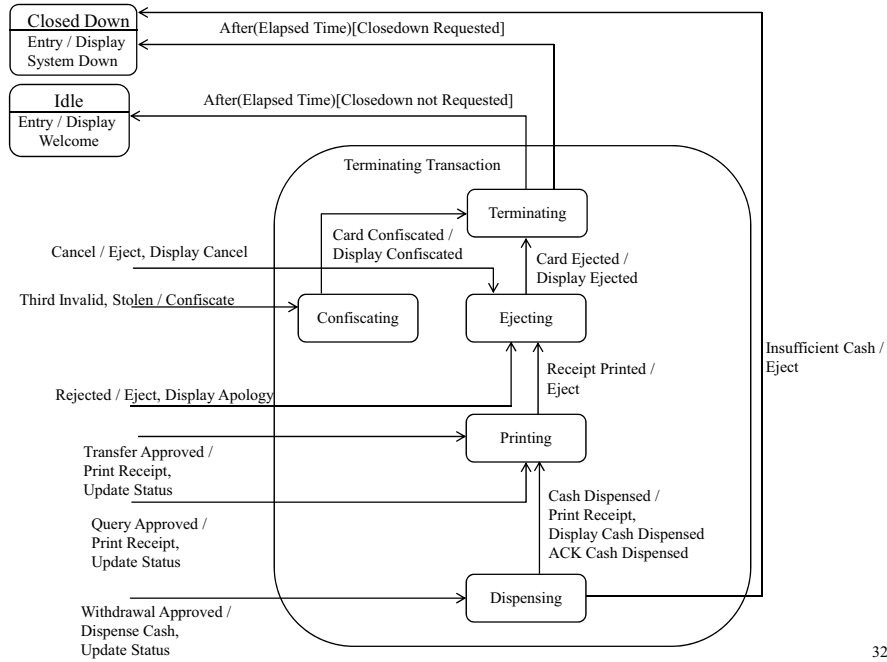 Closed Down
Entry / Display
System Down
After(Elapsed Time)[Closedown Requested]
Idle
Entry / Display
Welcome
After(Elapsed Time)[Closedown not Requested]
Terminating Transaction
Terminating
Card Confiscated /
Display Confiscated
Cancel / Eject, Display Cancel
Card Ejected /
Display Ejected
Third Invalid, Stolen / Confiscate
Confiscating
Ejecting
Insufficient Cash /
Eject
Receipt Printed /
Eject
Rejected / Eject, Display Apology
Printing
Transfer Approved /
Print Receipt,
Update Status
Cash Dispensed /
Print Receipt,
Display Cash Dispensed
ACK Cash Dispensed
Query Approved /
Print Receipt,
Update Status
Dispensing
Withdrawal Approved /
Dispense Cash,
Update Status
32